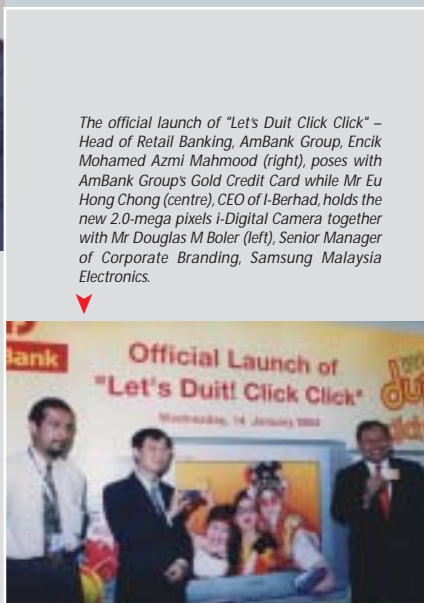 The official launch of "Let's Duit Click Click" –
Head of Retail Banking, AmBank Group, Encik
Mohamed Azmi Mahmood (right), poses with
AmBank Group's Gold Credit Card while Mr Eu
Hong Chong (centre), CEO of I-Berhad, holds the
new 2.0-mega pixels i-Digital Camera together
with Mr Douglas M Boler (left), Senior Manager
of Corporate Branding, Samsung Malaysia
Electronics.
Bank
Official Launch of
"Let's Duit! Click Click"
Wednesday, 14 January